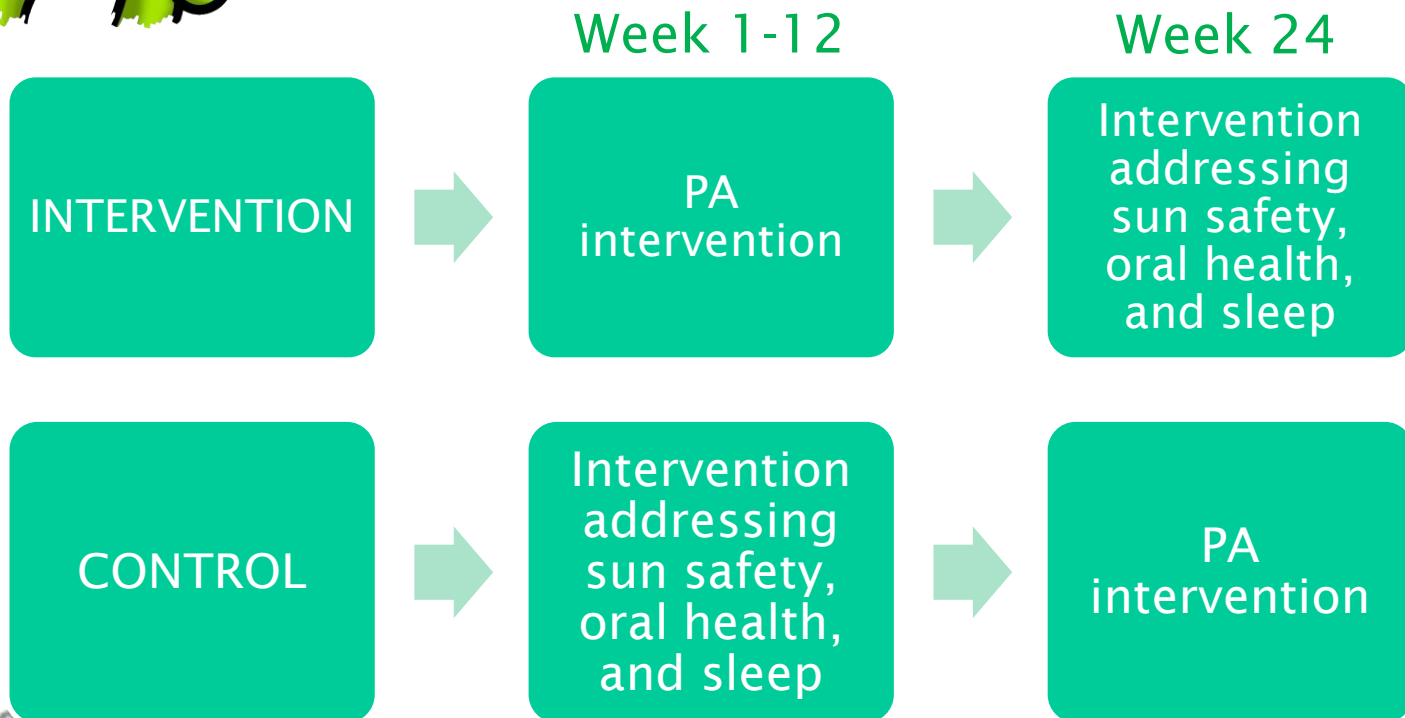 Week 1-12
Week 24
INTERVENTION
PA
intervention
Intervention
addressing
sun safety,
oral health,
and sleep
CONTROL
Intervention
addressing
sun safety,
oral health,
and sleep
PA
intervention